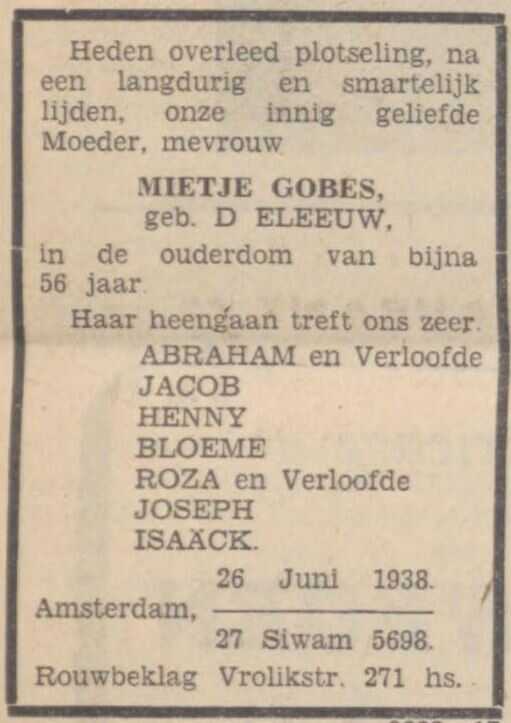 Heden overleed plotseling, na
een langdurig en smartelijk
lijden, onze innig geliefde
Moeder, mevrouw
MIETJE GOBES,
geb. D ELEEUW,
in de ouderdom van bijna
56 jaar.
Haar heengaan treft ons zeer.
ABRAHAM en Verloofde
JACOB
HENNY
BLOEME
ROZA en Verloofde
JOSEPH
ISAÄCK.
26 Juni 1938.
Amsterdam,
27 Siwam 5698.
Rouwbeklag Vrolikstr. 271 hs.